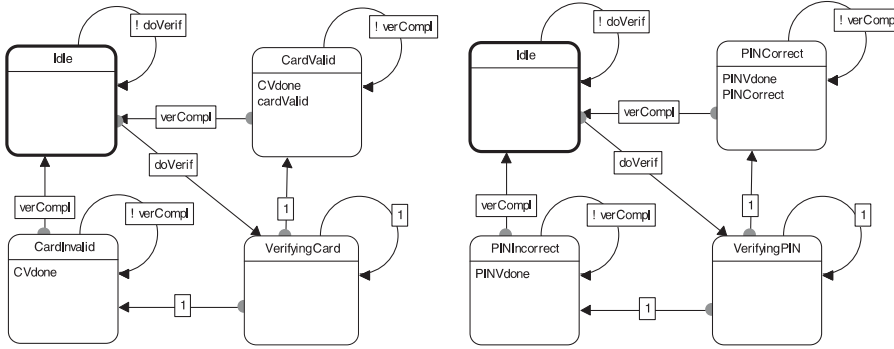 ! doVerif
! verCompl
Idle
CardValid
CVdone
cardValid
verCompl
doVerif
verCompl
! verCompl
1
1
CardInvalid
VerifyingCard
CVdone
1
! doVerif
! verCompl
Idle
PINCorrect
PINVdone
PINCorrect
verCompl
doVerif
verCompl
! verCompl
1
1
PINIncorrect
VerifyingPIN
PINVdone
1